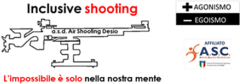 Inclusive shooting
+ AGONISMO
- EGOISMO
a.s.d. Air Shooting Desio
AFFILIATO
A.S.C.
L'impossibile è solo nella nostra mente